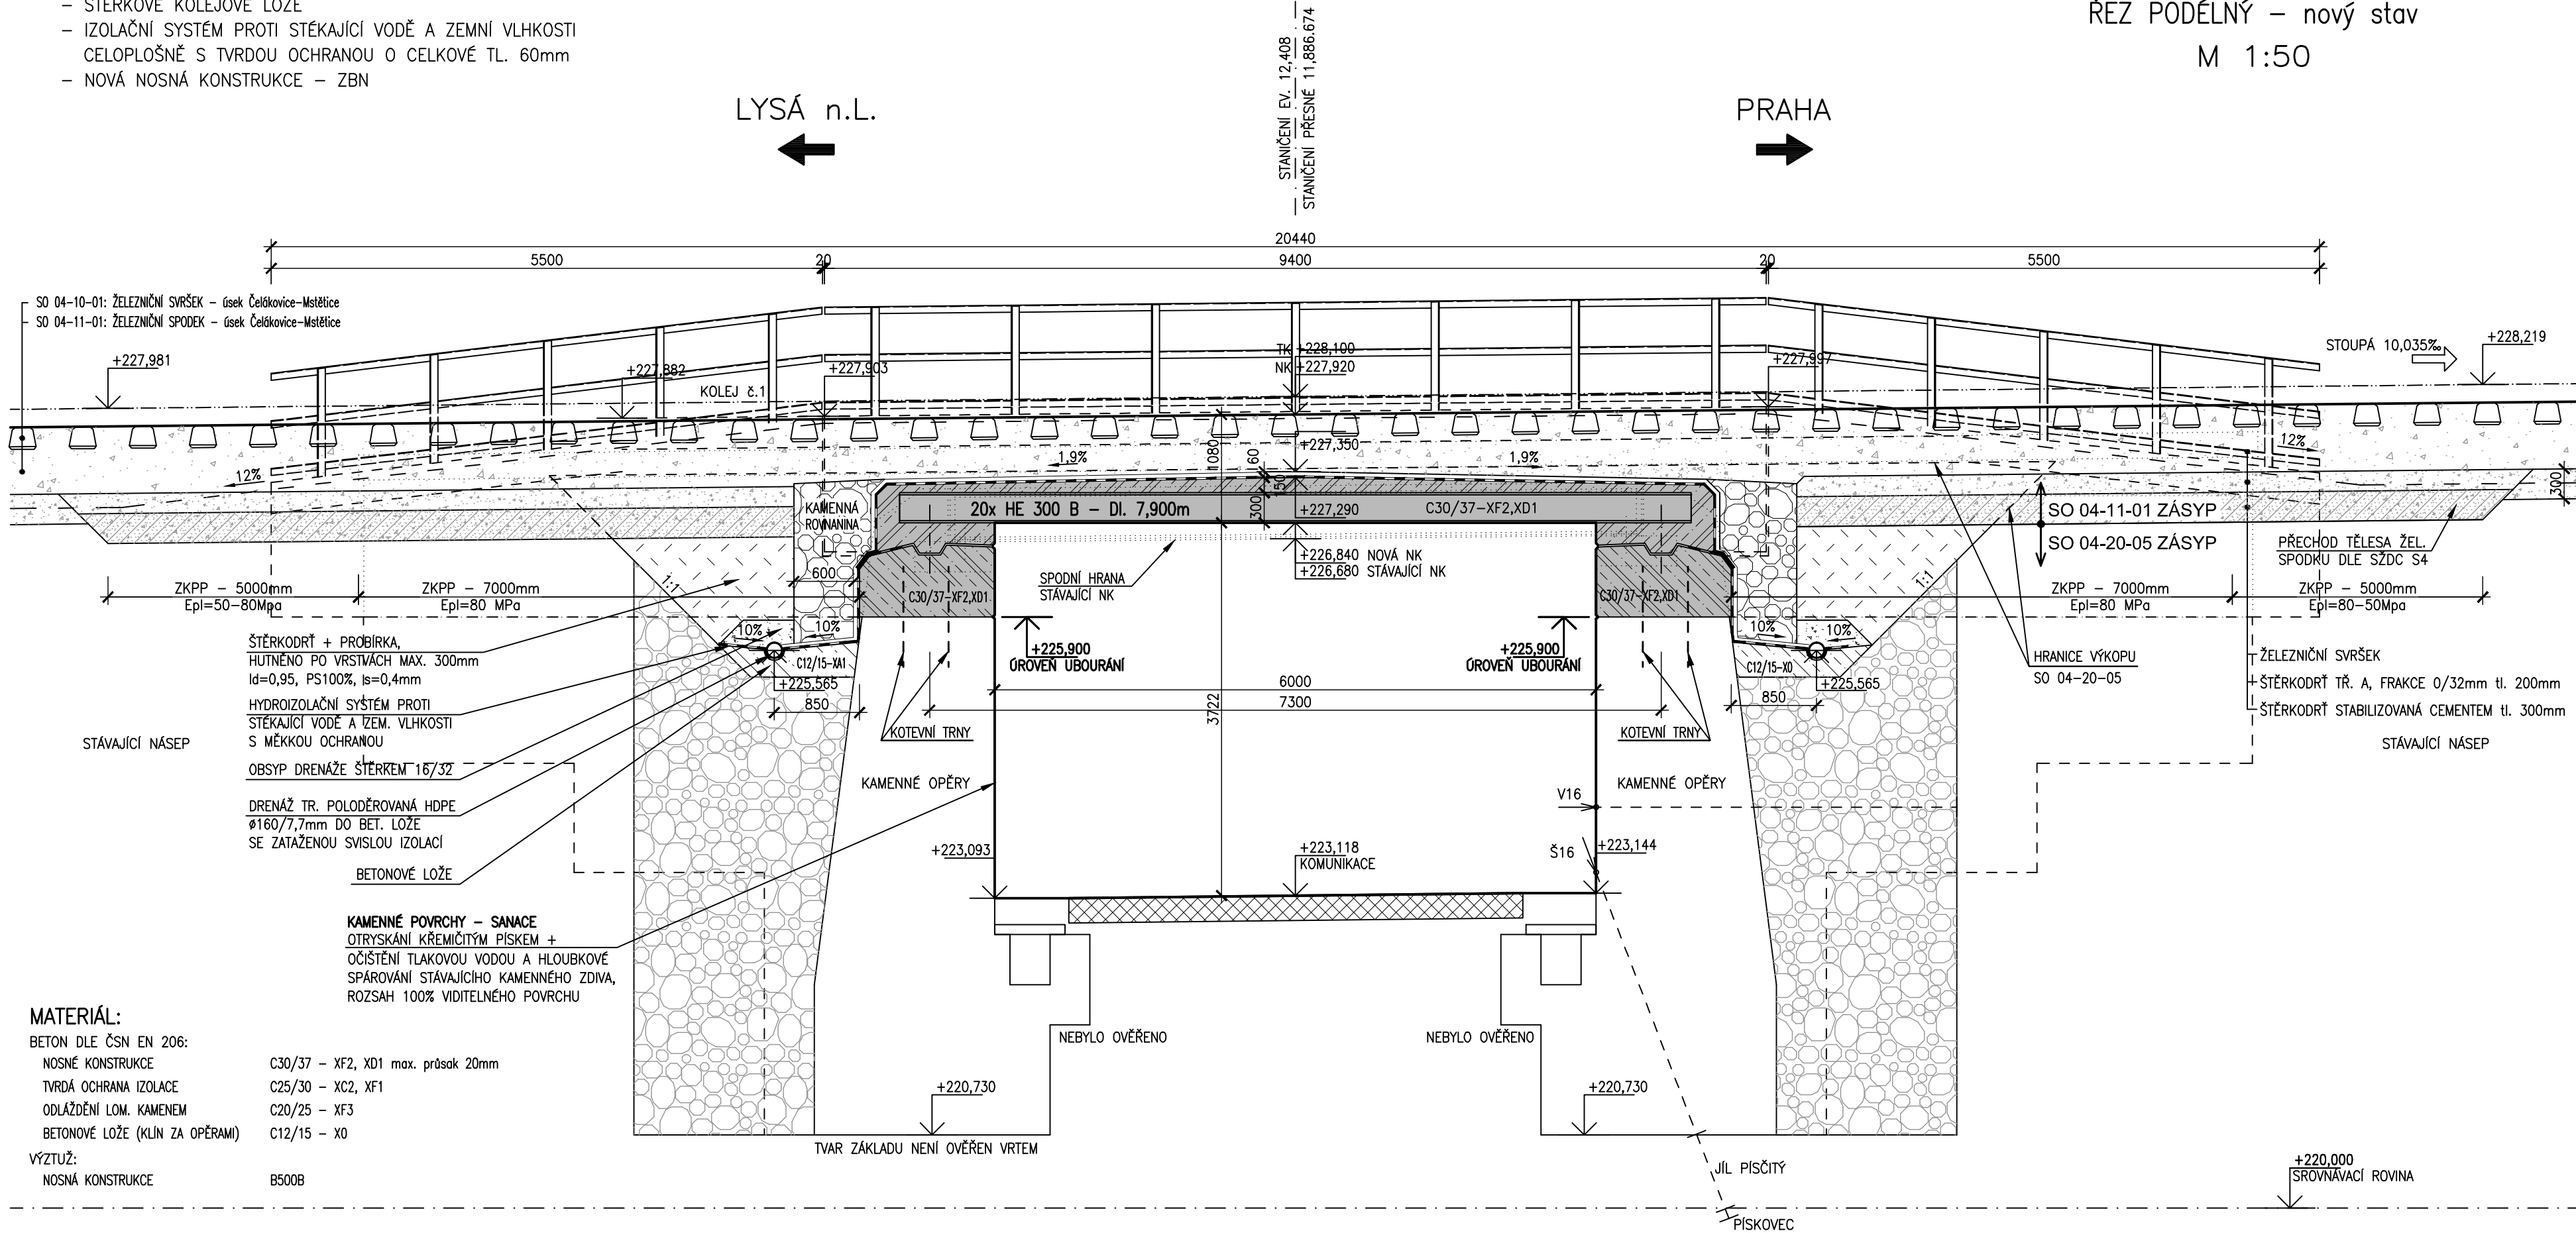 – ŠTĚRKOVÉ KOLEJOVÉ LOŽE
– IZOLAČNÍ SYSTÉM PROTI STÉKAJÍCÍ VODĚ A ZEMNÍ VLHKOSTI
CELOPLOŠNĚ S TVRDOU OCHRANOU O CELKOVÉ TL. 60mm
– NOVÁ NOSNÁ KONSTRUKCE – ZBN
ŘEZ PODÉLNÝ – nový stav
M 1:50
STANIČENÍ EV. 12,408
STANIČENÍ PŘESNÉ 11,886.674
LYSÁ n.L.
PRAHA
20440
5500
20
9400
20
5500
SO 04-10-01: ŽELEZNIČNÍ SVRŠEK – úsek Čelákovice-Mstětice
SO 04-11-01: ŽELEZNIČNÍ SPODEK – úsek Čelákovice-Mstětice
+227,981
+227,882
+227,903
KOLEJ č.1
TK +228,100
NK +227,920
+227,997
STOUPÁ 10,035‰
+228,219
12%
1,9%
1080
60
+227,350
1,9%
12%
300
150
300
KAMENNÁ
ROVNANINA
20x HE 300 B – Dl. 7,900m
+227,290
C30/37-XF2,XD1
SO 04-11-01 ZÁSYP
SO 04-20-05 ZÁSYP
+226,840 NOVÁ NK
+226,680 STÁVAJÍCÍ NK
SPODNÍ HRANA
STÁVAJÍCÍ NK
PŘECHOD TĚLESA ŽEL.
SPODKU DLE SŽDC S4
1:1
600
1:1
ZKPP – 5000mm
Epl=50-80Mpa
ZKPP – 7000mm
Epl=80 MPa
C30/37-XF2,XD1
C30/37-XF2,XD1
ZKPP – 7000mm
Epl=80 MPa
ZKPP – 5000mm
Epl=80-50Mpa
10%
10%
10%
10%
ŠTĚRKODRŤ + PROBÍRKA,
HUTNĚNO PO VRSTVÁCH MAX. 300mm
Id=0,95, PS100%, Is=0,4mm
C12/15-XA1
+225,565
850
+225,900
ÚROVEŇ UBOURÁNÍ
+225,900
ÚROVEŇ UBOURÁNÍ
C12/15-X0
+225,565
850
HRANICE VÝKOPU
SO 04-20-05
ŽELEZNIČNÍ SVRŠEK
ŠTĚRKODRŤ TŘ. A, FRAKCE 0/32mm tl. 200mm
ŠTĚRKODRŤ STABILIZOVANÁ CEMENTEM tl. 300mm
6000
7300
3722
HYDROIZOLAČNÍ SYSTÉM PROTI
STÉKAJÍCÍ VODĚ A ZEM. VLHKOSTI
S MĚKKOU OCHRANOU
KOTEVNÍ TRNY
KOTEVNÍ TRNY
STÁVAJÍCÍ NÁSEP
STÁVAJÍCÍ NÁSEP
OBSYP DRENÁŽE ŠTĚRKEM 16/32
KAMENNÉ OPĚRY
KAMENNÉ OPĚRY
V16
DRENÁŽ TR. POLODĚROVANÁ HDPE
ø160/7,7mm DO BET. LOŽE
SE ZATAŽENOU SVISLOU IZOLACÍ
+223,093
+223,118
KOMUNIKACE
Š16
+223,144
BETONOVÉ LOŽE
KAMENNÉ POVRCHY – SANACE
OTRYSKÁNÍ KŘEMIČITÝM PÍSKEM +
OČIŠTĚNÍ TLAKOVOU VODOU A HLOUBKOVÉ
SPÁROVÁNÍ STÁVAJÍCÍHO KAMENNÉHO ZDIVA,
ROZSAH 100% VIDITELNÉHO POVRCHU
MATERIÁL:
BETON DLE ČSN EN 206:
NOSNÉ KONSTRUKCE C30/37 – XF2, XD1 max. průsak 20mm
TVRDÁ OCHRANA IZOLACE C25/30 – XC2, XF1
ODLÁŽDĚNÍ LOM. KAMENEM C20/25 – XF3
BETONOVÉ LOŽE (KLÍN ZA OPĚRAMI) C12/15 – X0
VÝZTUŽ:
NOSNÁ KONSTRUKCE B500B
NEBYLO OVĚŘENO
NEBYLO OVĚŘENO
+220,730
+220,730
TVAR ZÁKLADU NENÍ OVĚŘEN VRTEM
JÍL PÍSČITÝ
PÍSKOVEC
+220,000
SROVNÁVACÍ ROVINA